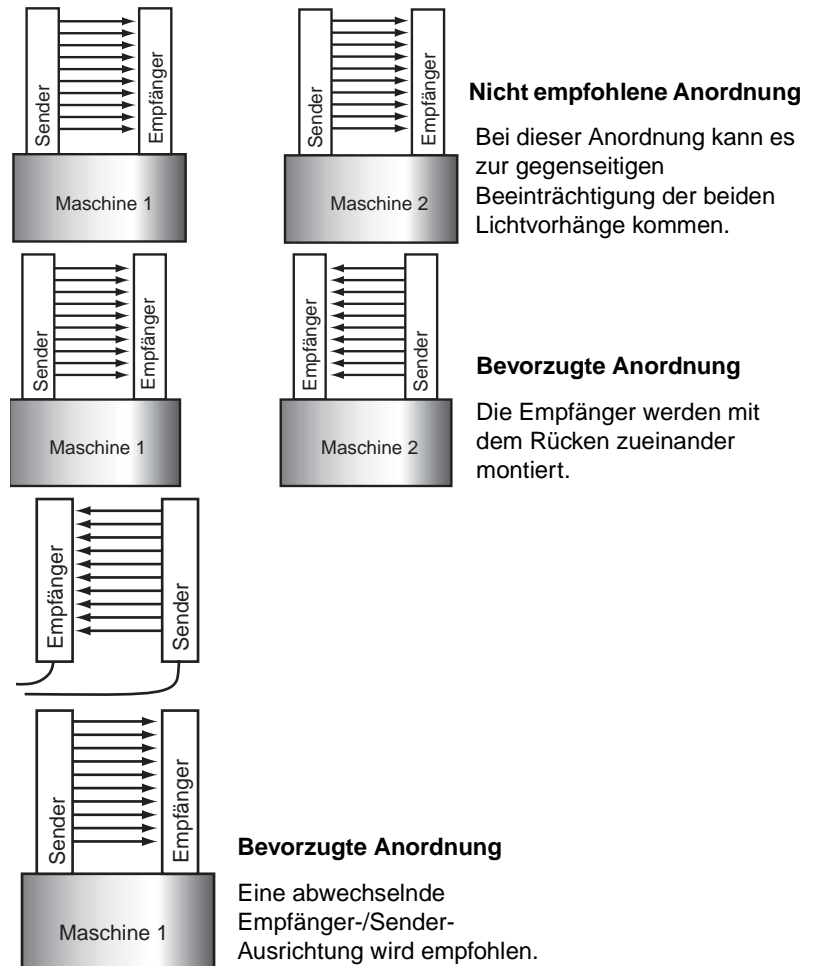 Sender
Empfänger
Maschine 1
Sender
Empfänger
Maschine 2
Nicht empfohlene Anordnung
Bei dieser Anordnung kann es
zur gegenseitigen
Beeinträchtigung der beiden
Lichtvorhänge kommen.
Sender
Empfänger
Maschine 1
Empfänger
Sender
Maschine 2
Bevorzugte Anordnung
Die Empfänger werden mit
dem Rücken zueinander
montiert.
Empfänger
Sender
Sender
Empfänger
Maschine 1
Bevorzugte Anordnung
Eine abwechselnde
Empfänger-/Sender-
Ausrichtung wird empfohlen.